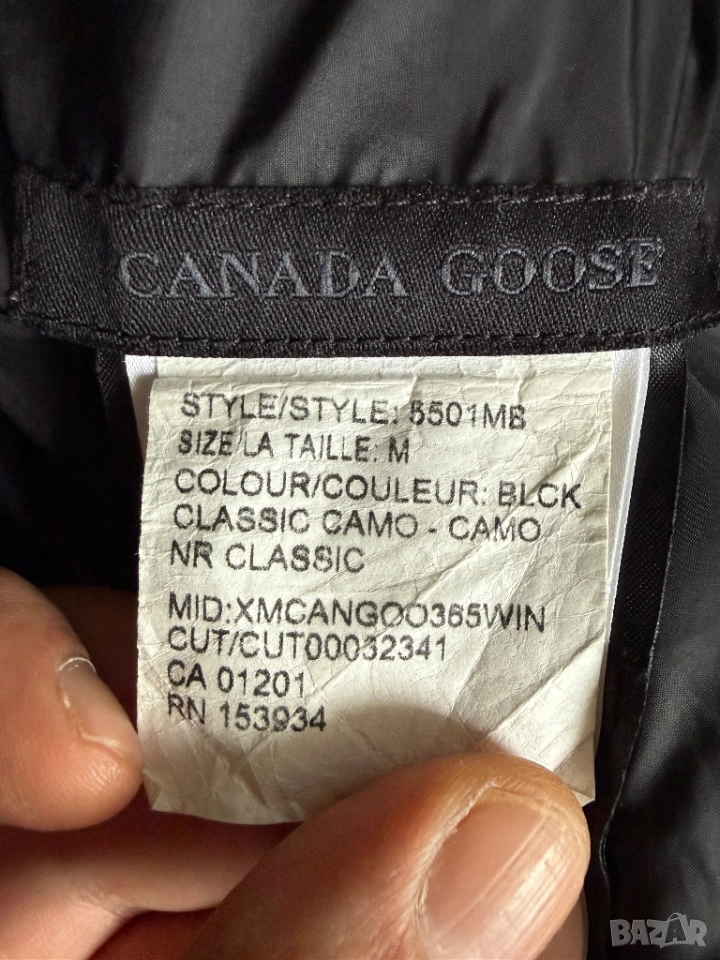 CANADA GOOSE
STYLE/STYLE: 5501MB
SIZE/LA TAILLE: M
COLOUR/COULEUR: BLCK
CLASSIC CAMO - CAMO
NR CLASSIC
MID:XMCANGOO365WIN
CUT/CUT00032341
CA 01201
RN 153934
BAZAR